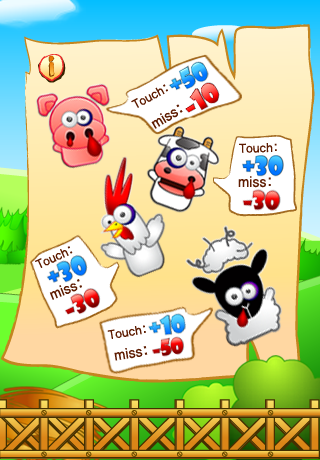 i
Touch: +50
miss: -10
Touch:
+30
miss:
-30
Touch:
+30
miss:
-30
Touch: +10
miss: -50